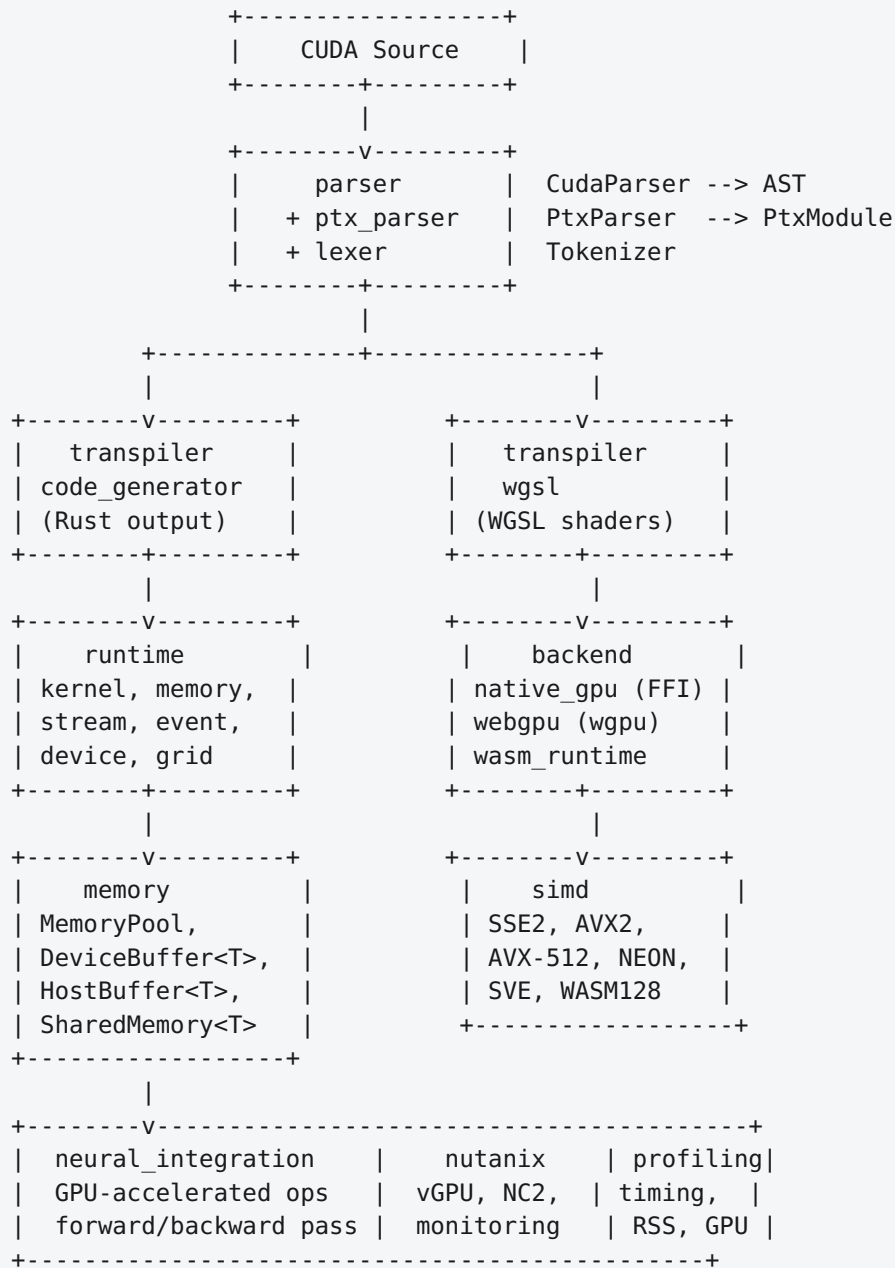 +------------------+
                    |    CUDA Source    |
                    +--------+---------+
                             |
                    +--------v---------+
                    |     parser       |  CudaParser --> AST
                    |   + ptx_parser   |  PtxParser  --> PtxModule
                    |   + lexer        |  Tokenizer
                    +--------+---------+
                             |
              +--------------+---------------+
              |                              |
     +--------v---------+          +--------v---------+
     |   transpiler     |          |   transpiler     |
     | code_generator   |          |   wgsl           |
     | (Rust output)    |          | (WGSL shaders)   |
     +--------+---------+          +--------+---------+
              |                              |
     +--------v---------+          +--------v---------+
     |    runtime        |          |    backend        |
     | kernel, memory,  |          | native_gpu (FFI) |
     | stream, event,   |          | webgpu (wgpu)    |
     | device, grid     |          | wasm_runtime     |
     +--------+---------+          +--------+---------+
              |                              |
     +--------v---------+          +--------v---------+
     |    memory         |          |    simd           |
     | MemoryPool,      |          | SSE2, AVX2,      |
     | DeviceBuffer<T>, |          | AVX-512, NEON,   |
     | HostBuffer<T>,   |          | SVE, WASM128     |
     | SharedMemory<T>  |          +------------------+
     +------------------+
              |
     +--------v-----------------------------------------+
     |  neural_integration    |    nutanix    | profiling|
     |  GPU-accelerated ops   |  vGPU, NC2,  | timing,  |
     |  forward/backward pass |  monitoring   | RSS, GPU |
     +-----------------------------------------------+